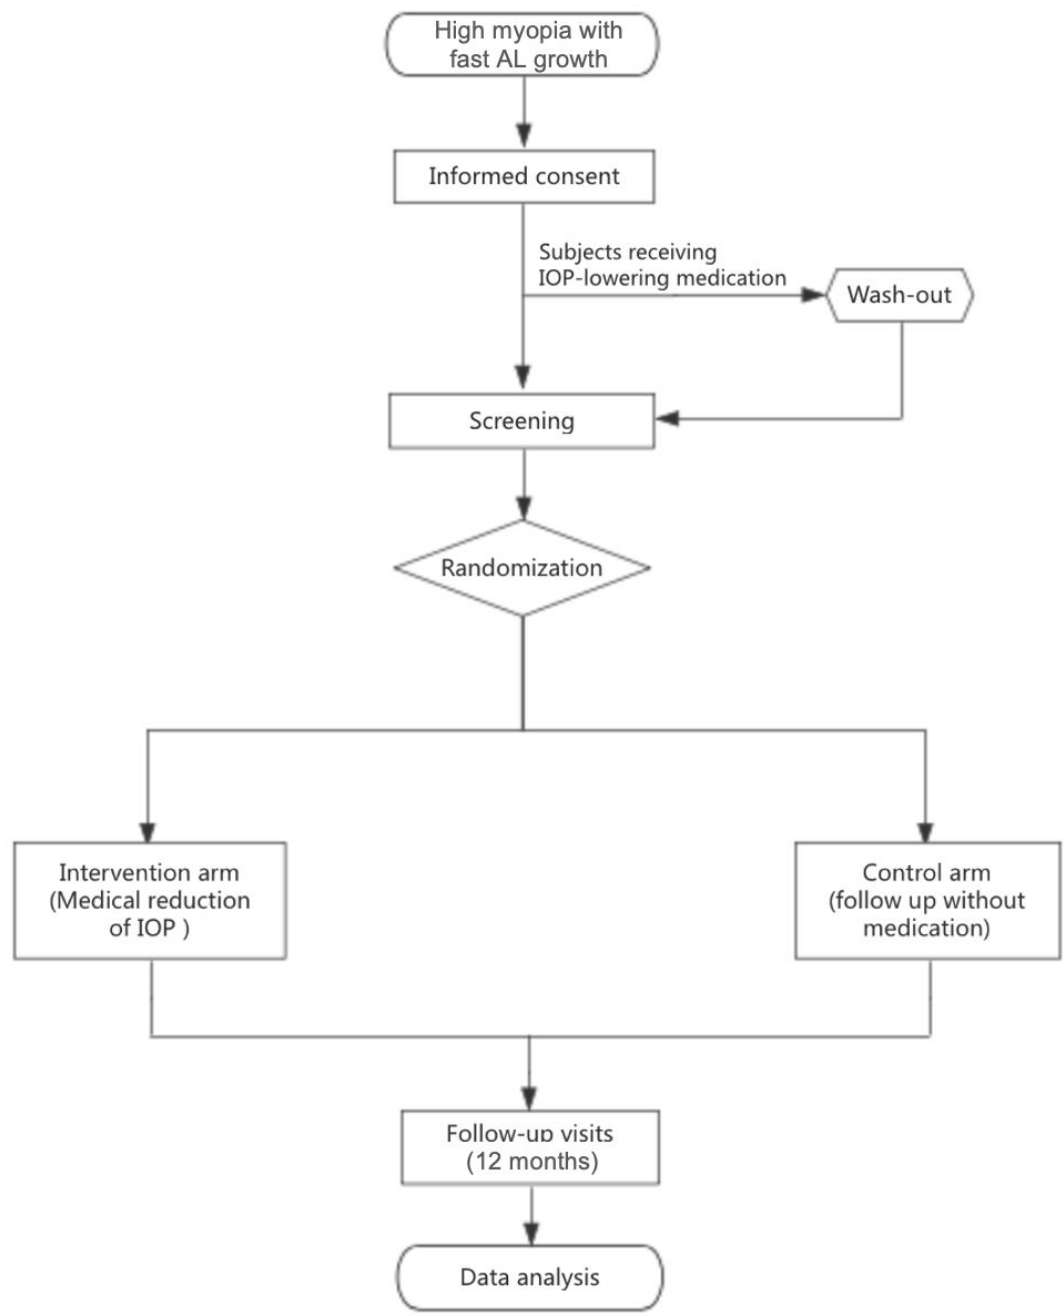 High myopia with
fast AL growth
Informed consent
Subjects receiving
IOP-lowering medication
Wash-out
Screening
Randomization
Intervention arm
(Medical reduction
of IOP )
Control arm
(follow up without
medication)
Follow-up visits
(12 months)
Data analysis